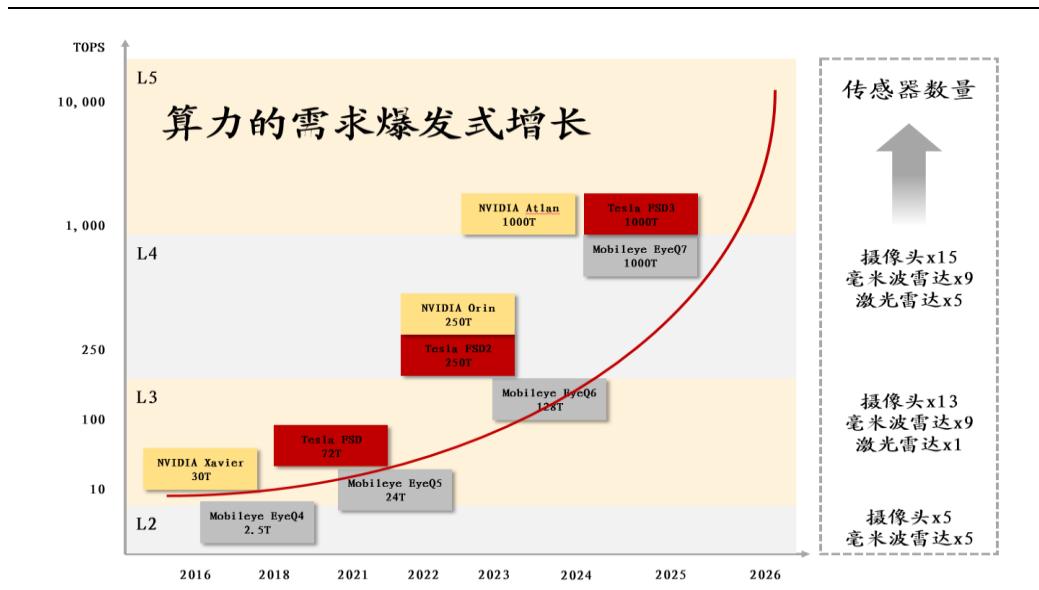 TOPS
L5
10, 000
算力的需求爆发式增长
NVIDIA Atlan
1000T
Tesla FSD3
1000T
1, 000
L4
Mobileye EyeQ7
1000T
NVIDIA Orin
250T
250
Tesla FSD2
250T
L3
Mobileye EyeQ6
128T
100
Tesla FSD
72T
NVIDIA Xavier
30T
Mobileye EyeQ5
24T
10
L2
Mobileye EyeQ4
2.5T
2016
2018
2021
2022
2023
2024
2025
2026
传感器数量
摄像头x15
毫米波雷达x9
激光雷达x5
摄像头x13
毫米波雷达x9
激光雷达x1
摄像头x5
毫米波雷达x5